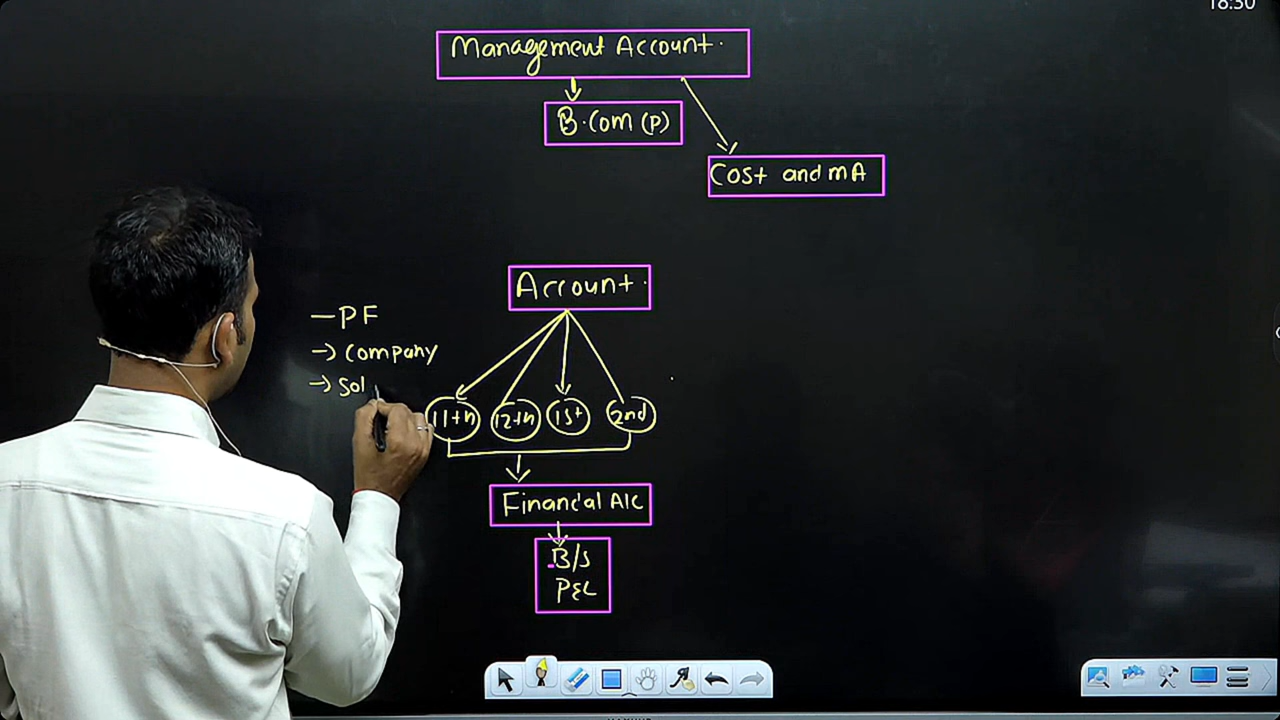 18:30
Management Account.
B.Com (P)
Cost and MA
Account.
—PF
→ Company
→ Sol
11th 12th 1st 2nd
Financial A/C
B/S
P&L